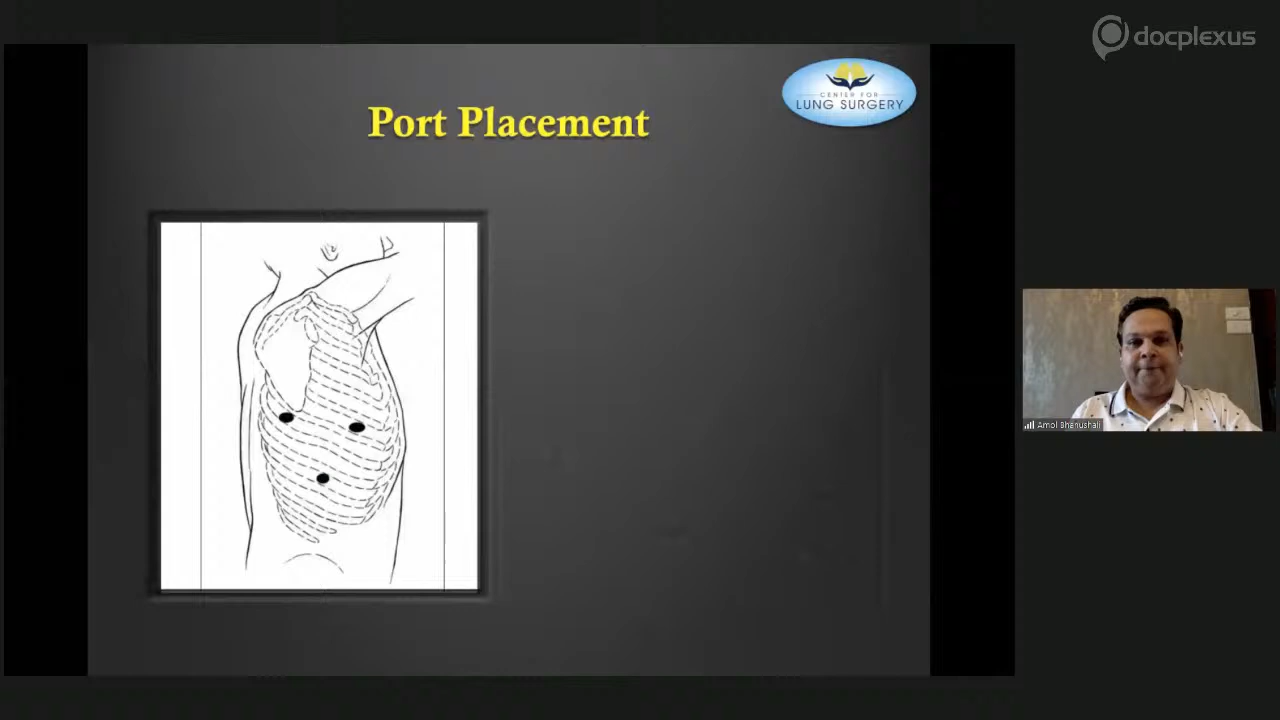 docplexus
Port Placement
CENTER FOR
LUNG SURGERY
Amol Bhanushali